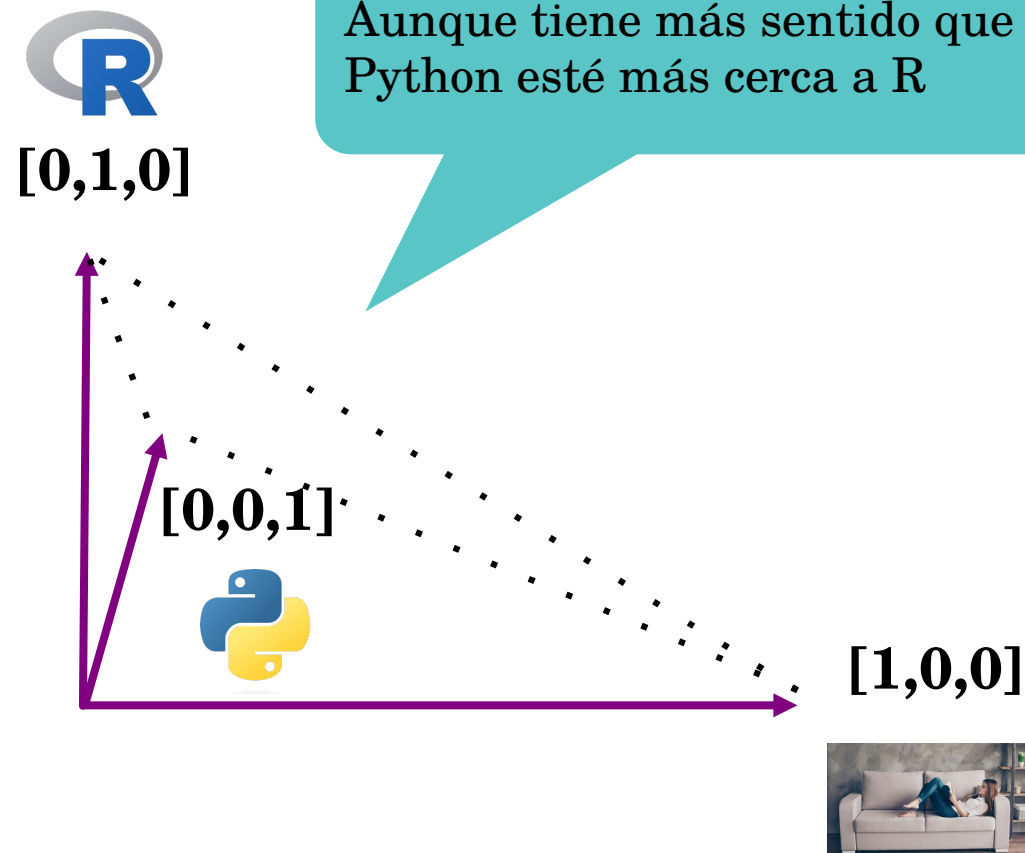 Aunque tiene más sentido que
Python esté más cerca a R
R
[0,1,0]
[0,0,1]
[1,0,0]